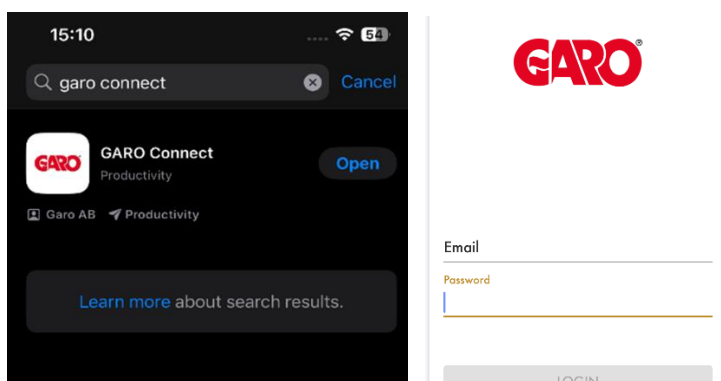 15:10
54
garo connect
Cancel
GARO
GARO Connect
Productivity
Open
Garo AB
Productivity
Learn more about search results.
GARO®
Email
Password
LOGIN